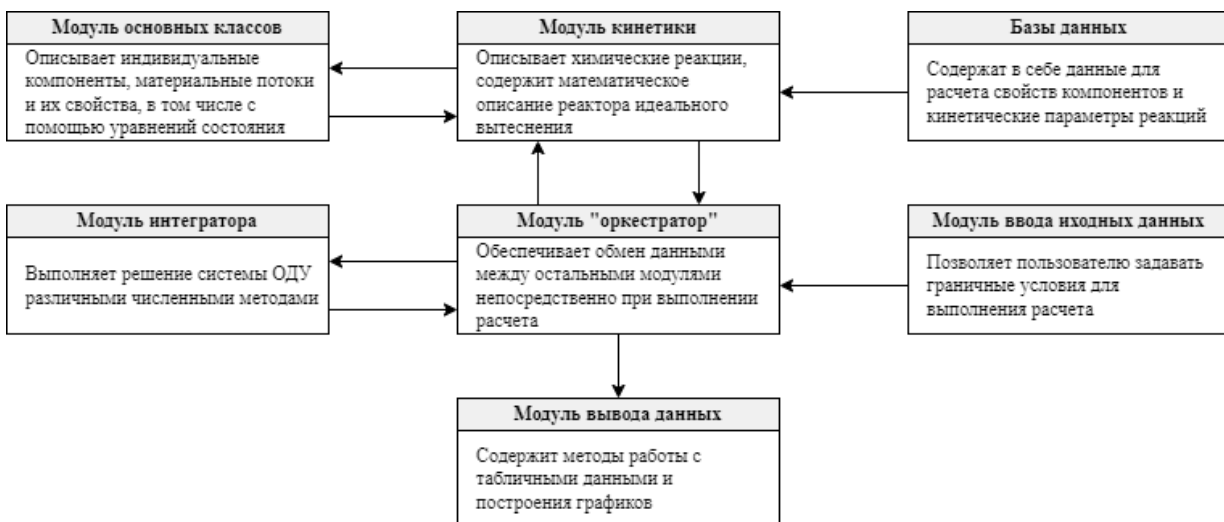 Модуль основных классов
Описывает индивидуальные
компоненты, материальные потоки
и их свойства, в том числе с
помощью уравнений состояния
Модуль кинетики
Описывает химические реакции,
содержит математическое
описание реактора идеального
вытеснения
Базы данных
Содержат в себе данные для
расчета свойств компонентов и
кинетические параметры реакций
Модуль интегратора
Выполняет решение системы ОДУ
различными численными методами
Модуль "оркестратор"
Обеспечивает обмен данными
между остальными модулями
непосредственно при выполнении
расчета
Модуль ввода иходных данных
Позволяет пользователю задавать
граничные условия для
выполнения расчета
Модуль вывода данных
Содержит методы работы с
табличными данными и
построения графиков